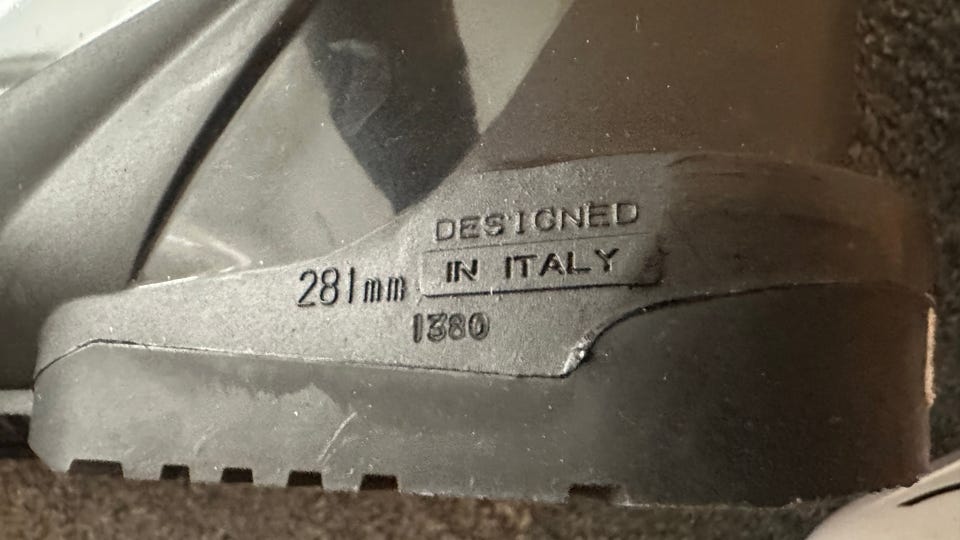 DESIGNED
IN ITALY
281mm
1380